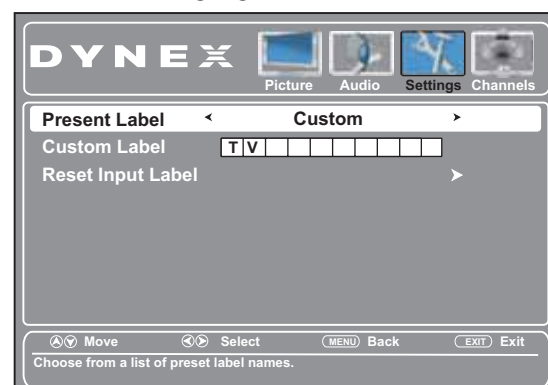 DYNEX
Picture Audio Settings Channels
Present Label Custom
Custom Label TV
Reset Input Label
Move Select MENU Back EXIT Exit
Choose from a list of preset label names.